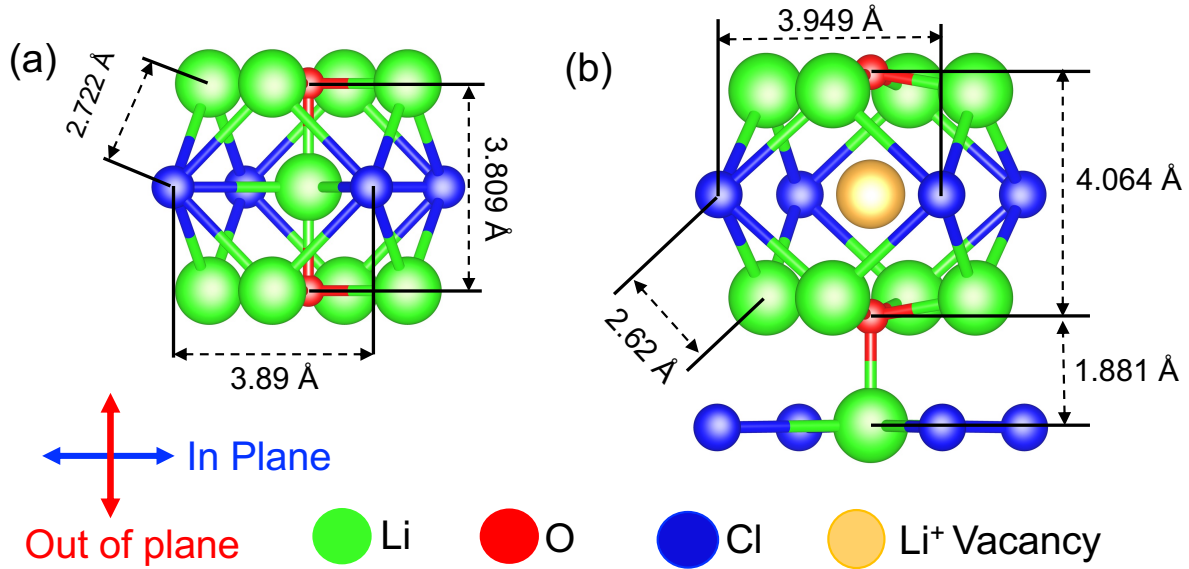 (a)
2.722 Å
3.809 Å
3.89 Å
(b)
3.949 Å
4.064 Å
2.62 Å
1.881 Å
In Plane
Out of plane
Li
O
Cl
Li⁺ Vacancy